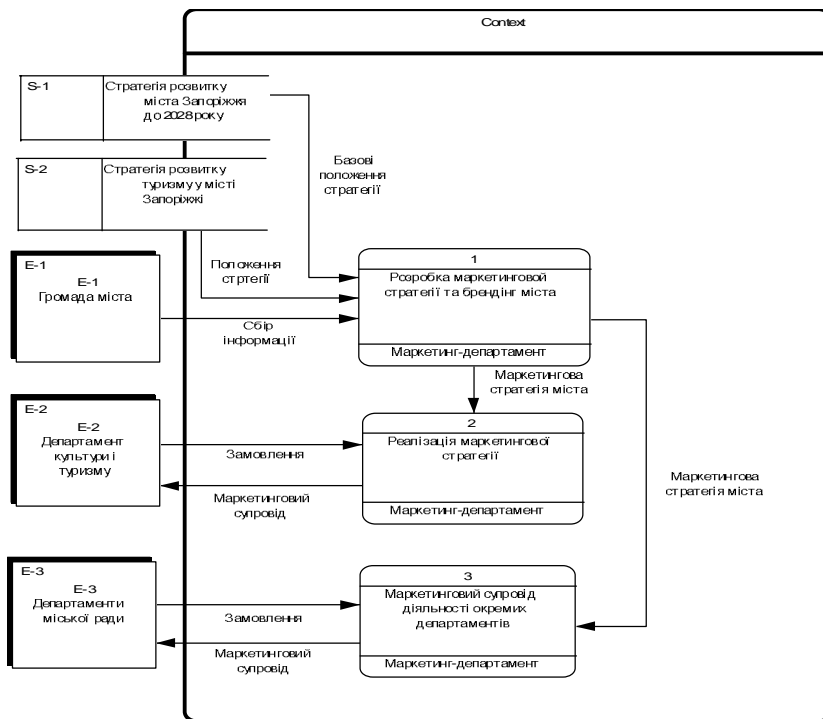 Context
S-1
Стратегія розвитку
міста Запоріжжя
до 2028 року
S-2
Стратегія розвитку
туризму у місті
Запоріжжі
Базові
положення
стратегії
E-1
E-1
Громада міста
Положення
стртегії
Сбір
інформації
1
Розробка маркетинговой
стратегії та брендінг міста
Маркетинг-департамент
Маркетингова
стратегія міста
E-2
E-2
Департамент
культури і
туризму
Замовлення
Маркетинговий
супровід
2
Реалізація маркетингової
стратегії
Маркетинг-департамент
Маркетингова
стратегія міста
E-3
E-3
Департаменти
міської ради
Замовлення
Маркетинговий
супровід
3
Маркетинговий супровід
діяльності окремих
департаментів
Маркетинг-департамент